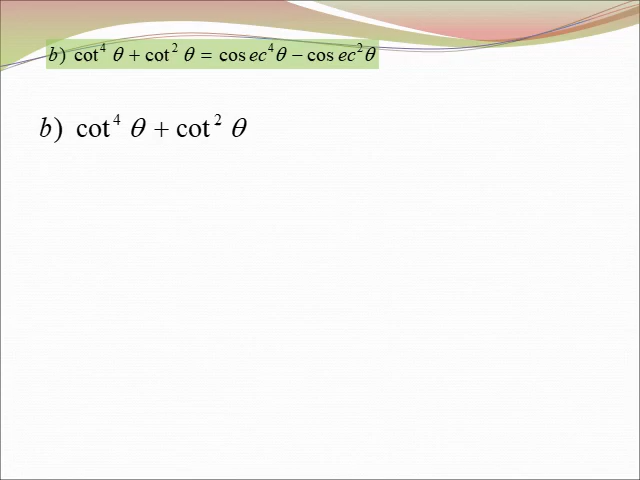 b) cot⁴ θ + cot² θ = cos ec⁴θ − cos ec²θ
b) cot⁴ θ + cot² θ